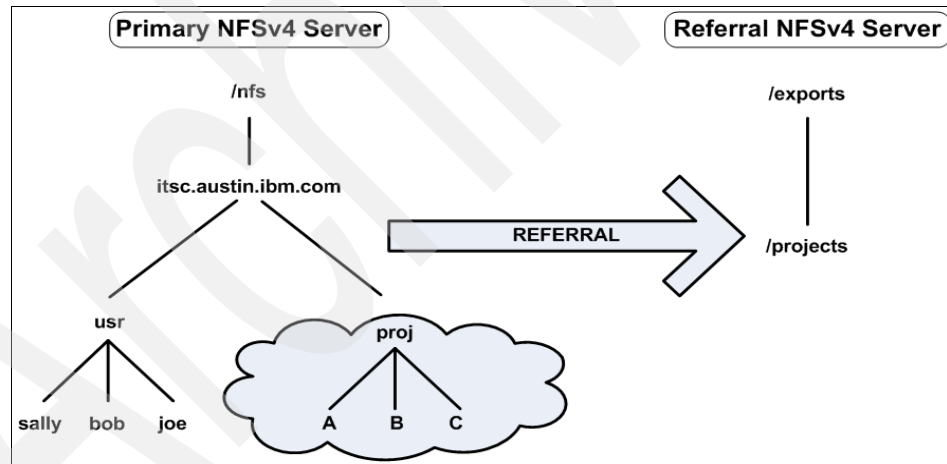 Primary NFSv4 Server
Referral NFSv4 Server
/nfs
/exports
itsc.austin.ibm.com
REFERRAL
/projects
usr
proj
sally bob joe
A B C